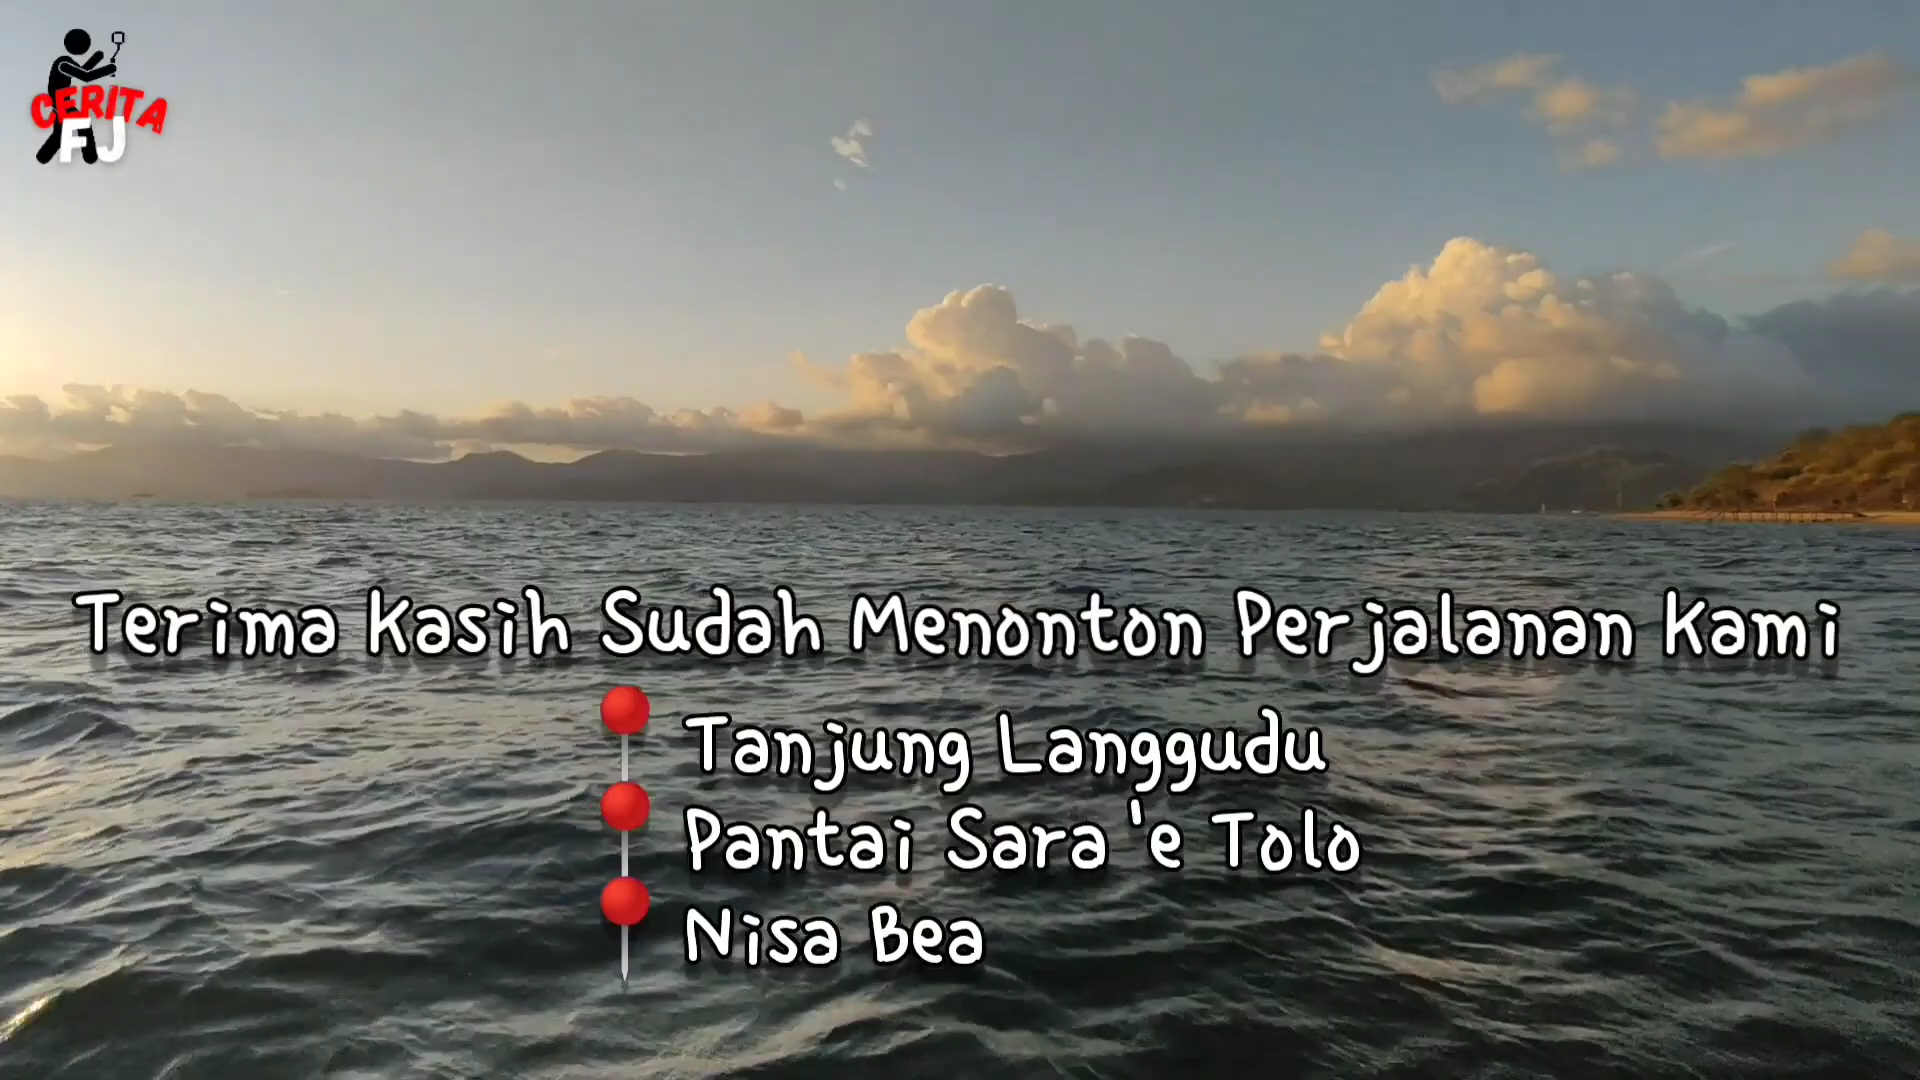 CERITA
FJ
Terima Kasih Sudah Menonton Perjalanan Kami
Tanjung Langgudu
Pantai Sara 'e Tolo
Nisa Bea